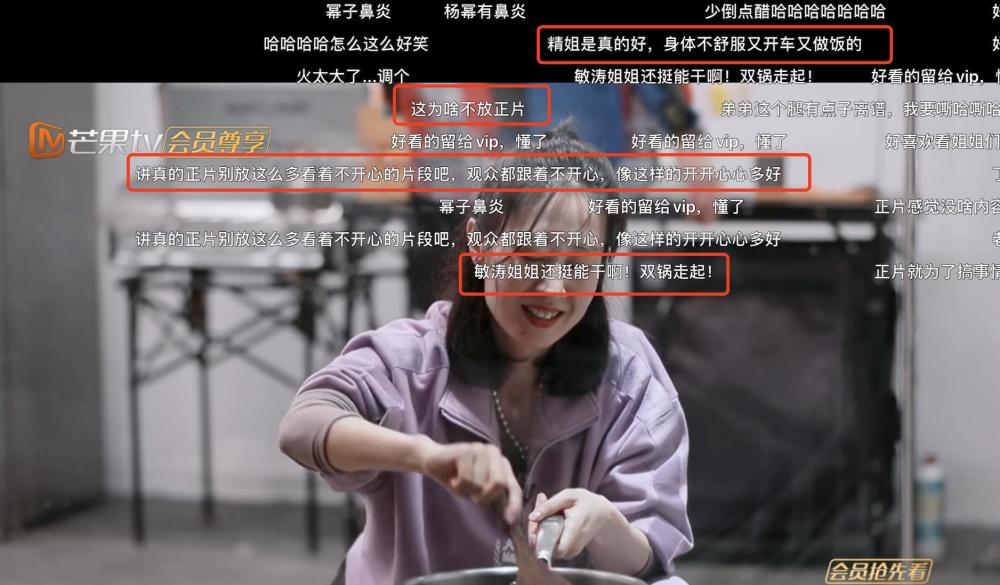 幂子鼻炎 杨幂有鼻炎 少倒点醋哈哈哈哈哈哈哈
哈哈哈哈怎么这么好笑 精姐是真的好，身体不舒服又开车又做饭的
火太大了...调个 敏涛姐姐还挺能干啊！双锅走起！ 好看的留给vip，
这为啥不放正片 弟弟这个腿有点子离谱，我要嘶哈嘶哈
芒果tv 会员尊享 好看的留给vip，懂了 好看的留给vip，懂了 好喜欢看姐姐们
讲真的正片别放这么多看着不开心的片段吧，观众都跟着不开心，像这样的开开心心多好
幂子鼻炎 好看的留给vip，懂了 正片感觉没啥内容
讲真的正片别放这么多看着不开心的片段吧，观众都跟着不开心，像这样的开开心心多好
敏涛姐姐还挺能干啊！双锅走起！ 正片就为了搞事情
会员抢先看